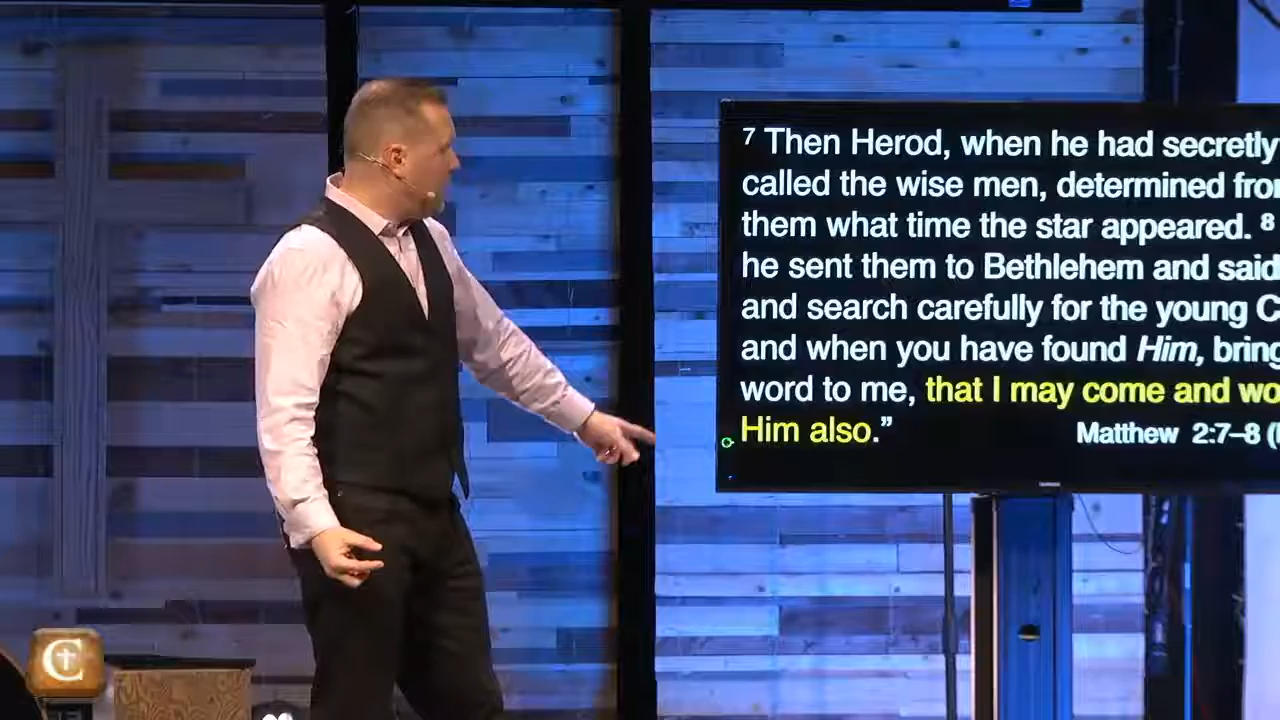 7 Then Herod, when he had secretly
called the wise men, determined
them what time the star appeared. 8
he sent them to Bethlehem and said
and search carefully for the young
and when you have found Him, bring
word to me, that I may come and
Him also.” Matthew 2:7–8
C